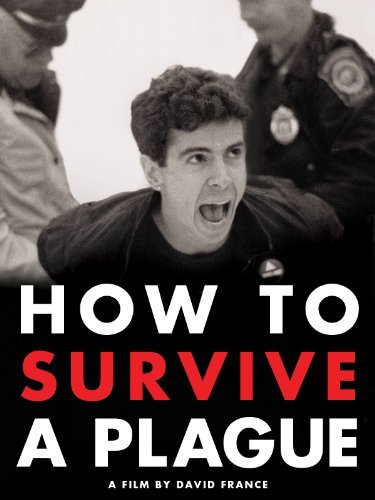 HOW TO
SURVIVE
A PLAGUE
A FILM BY DAVID FRANCE